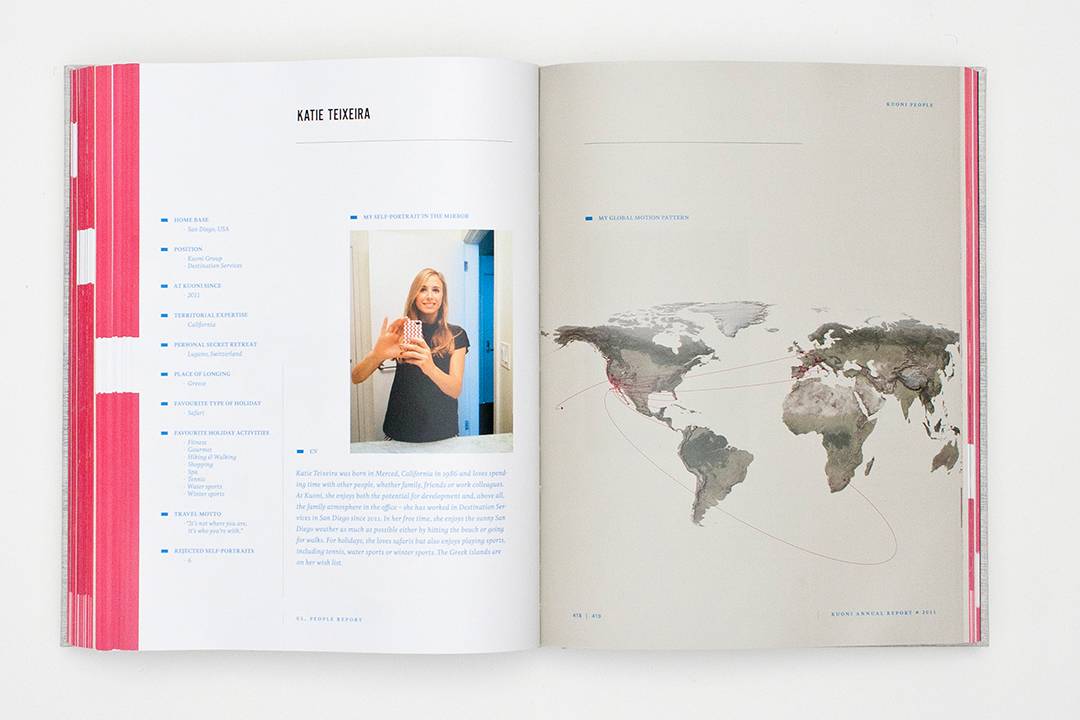 KATIE TEIXEIRA
HOME BASE
- San Diego, USA
POSITION
- Kuoni Group
- Destination Services
AT KUONI SINCE
- 2011
TERRITORIAL EXPERTISE
- California
PERSONAL SECRET RETREAT
- Lugano, Switzerland
PLACE OF LONGING
- Greece
FAVOURITE TYPE OF HOLIDAY
- Safari
FAVOURITE HOLIDAY ACTIVITIES
- Fitness
- Gourmet
- Hiking & Walking
- Shopping
- Spa
- Tennis
- Water sports
- Winter sports
TRAVEL MOTTO
- "It's not where you are,
it's who you're with."
REJECTED SELF-PORTRAITS
- 6
MY SELF-PORTRAIT IN THE MIRROR
CV
Katie Teixeira was born in Merced, California in 1986 and loves spend-
ing time with other people, whether family, friends or work colleagues.
At Kuoni, she enjoys both the potential for development and, above all,
the family atmosphere in the office – she has worked in Destination Ser-
vices in San Diego since 2011. In her free time, she enjoys the sunny San
Diego weather as much as possible either by hitting the beach or going
for walks. For holidays, she loves safaris but also enjoys playing sports,
including tennis, water sports or winter sports. The Greek islands are
on her wish list.
01. PEOPLE REPORT
KUONI PEOPLE
MY GLOBAL MOTION PATTERN
418 | 419
KUONI ANNUAL REPORT * 2011